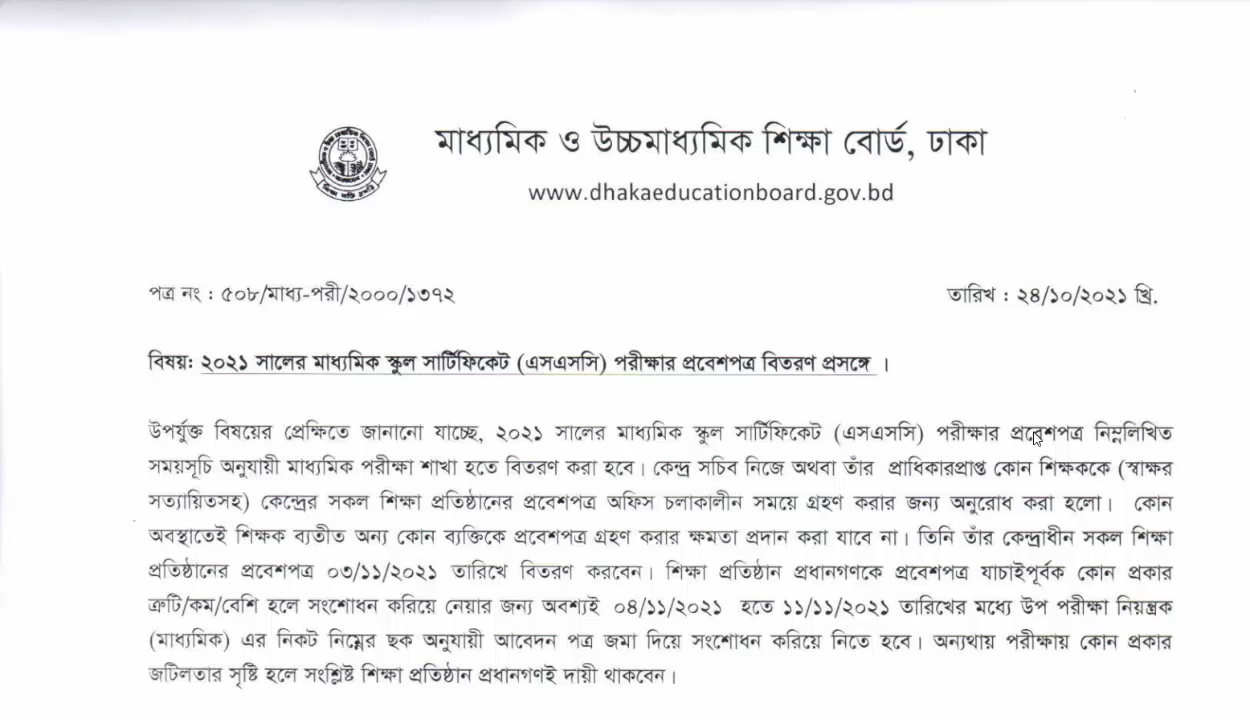 মাধ্যমিক ও উচ্চমাধ্যমিক শিক্ষা বোর্ড, ঢাকা
www.dhakaeducationboard.gov.bd
পত্র নং : ৫০৮/মাধ্য-পরী/২০০০/১৩৭২
তারিখ : ২৪/১০/২০২১ খ্রি.
বিষয়: ২০২১ সালের মাধ্যমিক স্কুল সার্টিফিকেট (এসএসসি) পরীক্ষার প্রবেশপত্র বিতরণ প্রসঙ্গে ।
উপর্যুক্ত বিষয়ের প্রেক্ষিতে জানানো যাচ্ছে, ২০২১ সালের মাধ্যমিক স্কুল সার্টিফিকেট (এসএসসি) পরীক্ষার প্রবেশপত্র নিম্নলিখিত
সময়সূচি অনুযায়ী মাধ্যমিক পরীক্ষা শাখা হতে বিতরণ করা হবে। কেন্দ্র সচিব নিজে অথবা তাঁর প্রাধিকারপ্রাপ্ত কোন শিক্ষককে (স্বাক্ষর
সত্যায়িতসহ) কেন্দ্রের সকল শিক্ষা প্রতিষ্ঠানের প্রবেশপত্র অফিস চলাকালীন সময়ে গ্রহণ করার জন্য অনুরোধ করা হলো। কোন
অবস্থাতেই শিক্ষক ব্যতীত অন্য কোন ব্যক্তিকে প্রবেশপত্র গ্রহণ করার ক্ষমতা প্রদান করা যাবে না। তিনি তাঁর কেন্দ্রাধীন সকল শিক্ষা
প্রতিষ্ঠানের প্রবেশপত্র ০৩/১১/২০২১ তারিখে বিতরণ করবেন। শিক্ষা প্রতিষ্ঠান প্রধানগণকে প্রবেশপত্র যাচাইপূর্বক কোন প্রকার
ত্রুটি/কম/বেশি হলে সংশোধন করিয়ে নেয়ার জন্য অবশ্যই ০৪/১১/২০২১ হতে ১১/১১/২০২১ তারিখের মধ্যে উপ পরীক্ষা নিয়ন্ত্রক
(মাধ্যমিক) এর নিকট নিম্নের ছক অনুযায়ী আবেদন পত্র জমা দিয়ে সংশোধন করিয়ে নিতে হবে। অন্যথায় পরীক্ষায় কোন প্রকার
জটিলতার সৃষ্টি হলে সংশ্লিষ্ট শিক্ষা প্রতিষ্ঠান প্রধানগণই দায়ী থাকবেন।